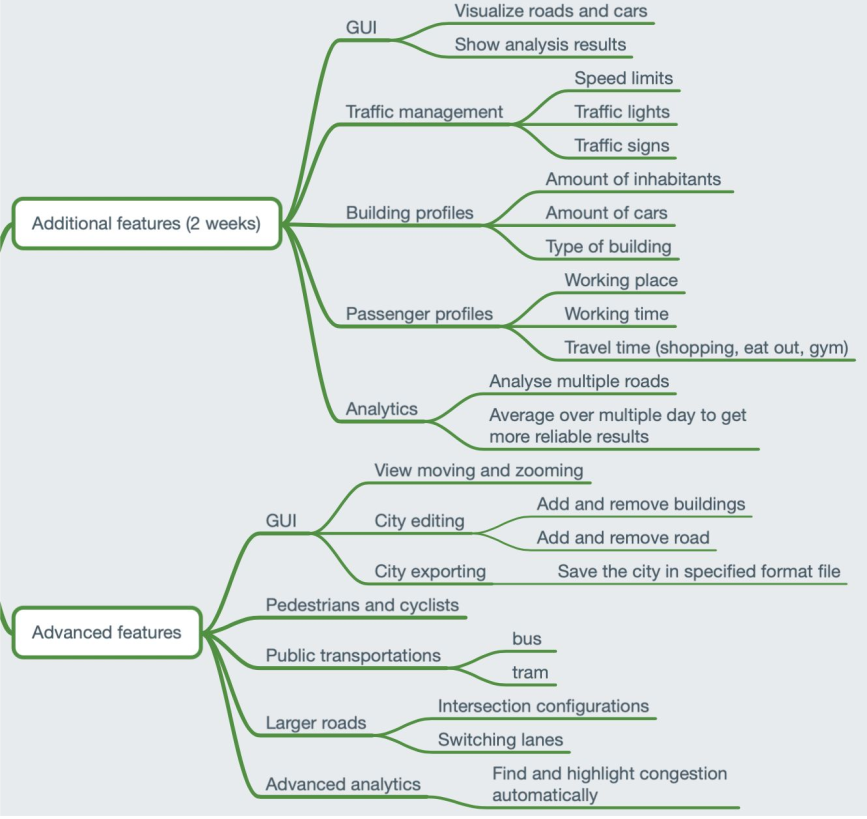 Additional features (2 weeks)
GUI
Visualize roads and cars
Show analysis results
Traffic management
Speed limits
Traffic lights
Traffic signs
Building profiles
Amount of inhabitants
Amount of cars
Type of building
Passenger profiles
Working place
Working time
Travel time (shopping, eat out, gym)
Analytics
Analyse multiple roads
Average over multiple day to get
more reliable results
Advanced features
GUI
View moving and zooming
City editing
Add and remove buildings
Add and remove road
City exporting
Save the city in specified format file
Pedestrians and cyclists
Public transportations
bus
tram
Larger roads
Intersection configurations
Switching lanes
Advanced analytics
Find and highlight congestion
automatically